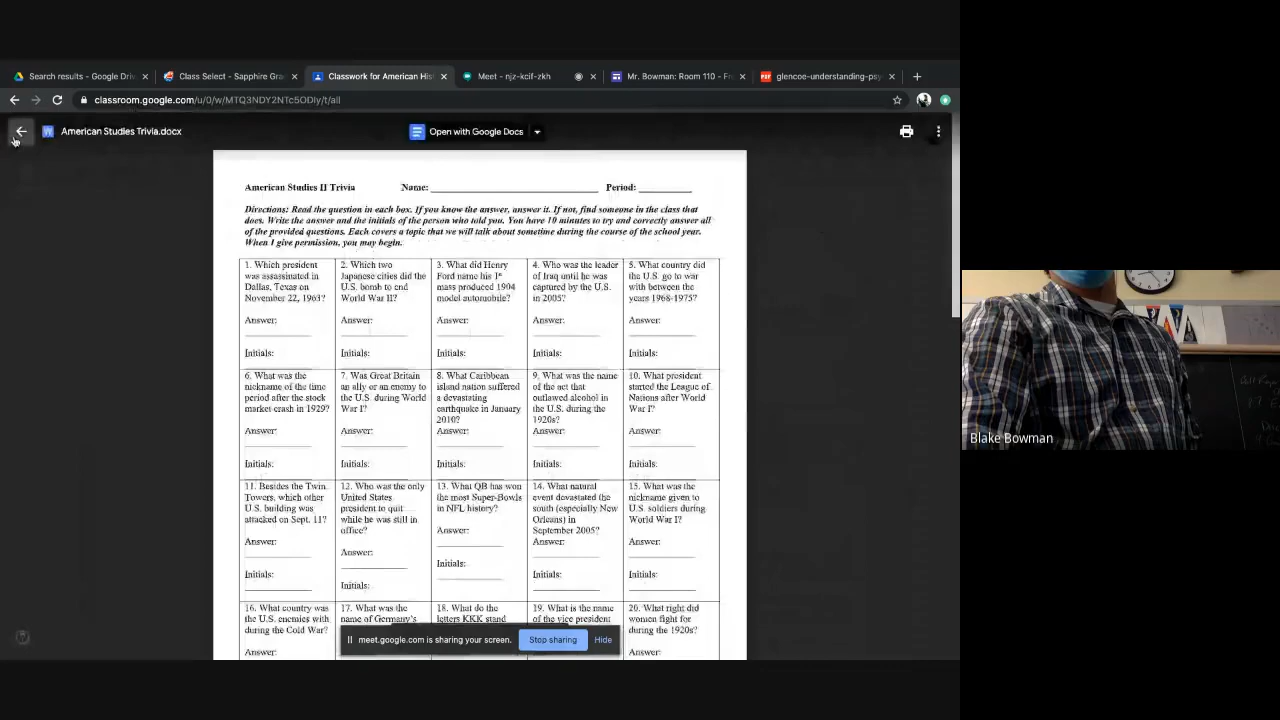 Search results - Google Driv
Class Select - Sapphire Gra
Classwork for American His
Meet - njz-kcif-zkh
Mr. Bowman: Room 110 - Fr
glencoe-understanding-psy
classroom.google.com/u/0/w/MTQ3NDY2NTc5ODIy/t/all
American Studies Trivia.docx
Open with Google Docs
American Studies II Trivia Name: Period:
Directions: Read the question in each box. If you know the answer, answer it. If not, find someone in the class that
does. Write the answer and the initials of the person who told you. You have 10 minutes to try and correctly answer all
of the provided questions. Each covers a topic that we will talk about sometime during the course of the school year.
When I give permission, you may begin.
1. Which president
was assassinated in
Dallas, Texas on
November 22, 1963?
Answer:
Initials:
2. Which two
Japanese cities did the
U.S. bomb to end
World War II?
Answer:
Initials:
3. What did Henry
Ford name his 1st
mass produced 1904
model automobile?
Answer:
Initials:
4. Who was the leader
of Iraq until he was
captured by the U.S.
in 2005?
Answer:
Initials:
5. What country did
the U.S. go to war
with between the
years 1968-1975?
Answer:
Initials:
6. What was the
nickname of the time
period after the stock
market crash in 1929?
Answer:
Initials:
7. Was Great Britain
an ally or an enemy to
the U.S. during World
War I?
Answer:
Initials:
8. What Caribbean
island nation suffered
a devastating
earthquake in January
2010?
Answer:
Initials:
9. What was the name
of the act that
outlawed alcohol in
the U.S. during the
1920s?
Answer:
Initials:
10. What president
started the League of
Nations after World
War I?
Answer:
Initials:
11. Besides the Twin
Towers, which other
U.S. building was
attacked on Sept. 11?
Answer:
Initials:
12. Who was the only
United States
president to quit
while he was still in
office?
Answer:
Initials:
13. What QB has won
the most Super-Bowls
in NFL history?
Answer:
Initials:
14. What natural
event devastated the
south (especially New
Orleans) in
September 2005?
Answer:
Initials:
15. What was the
nickname given to
U.S. soldiers during
World War I?
Answer:
Initials:
16. What country was
the U.S. enemies with
during the Cold War?
Answer:
17. What was the
name of Germany's
18. What do the
letters KKK stand
19. What is the name
of the vice president
20. What right did
women fight for
during the 1920s?
Answer:
meet.google.com is sharing your screen.
Stop sharing
Hide
Blake Bowman